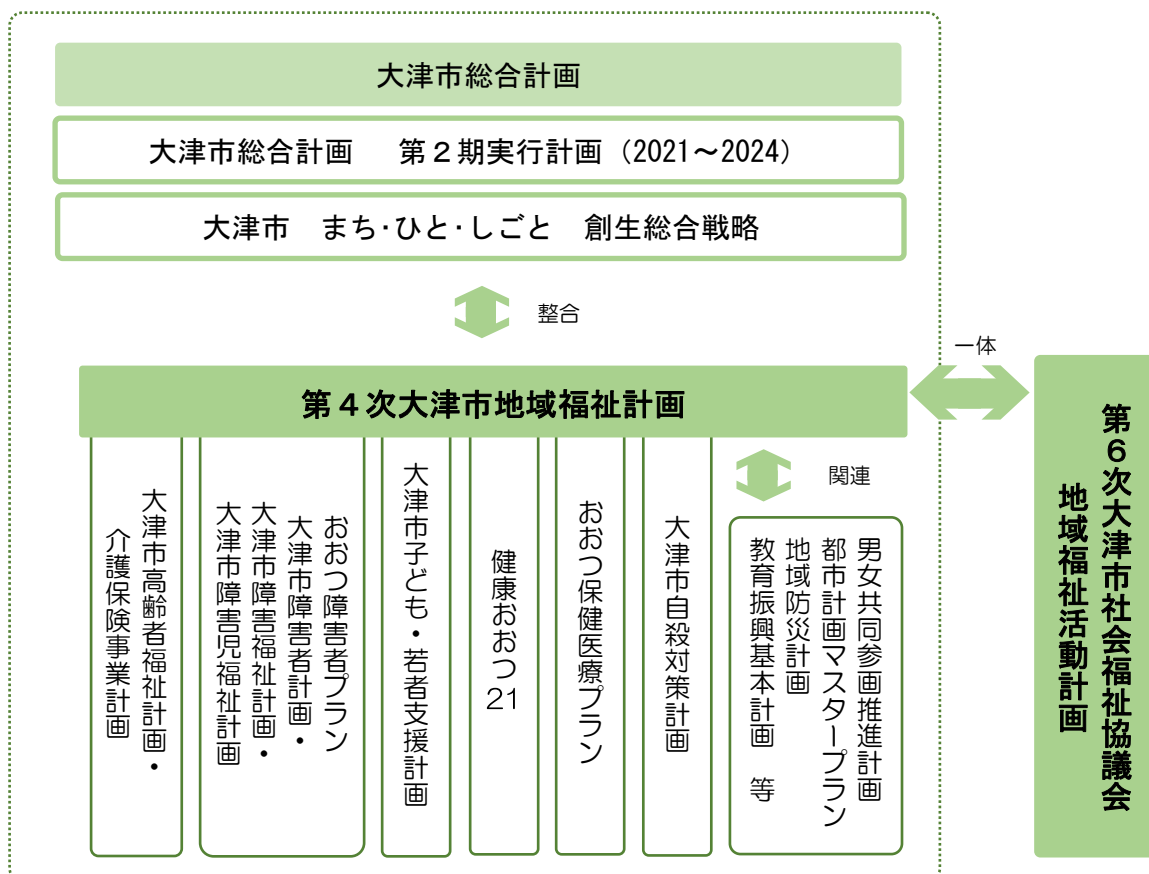 大津市総合計画
大津市総合計画　第２期実行計画（2021～2024）
大津市　まち･ひと･しごと　創生総合戦略
整合
一体
第４次大津市地域福祉計画
関連
大津市高齢者福祉計画・
介護保険事業計画
おおつ障害者プラン
大津市障害者計画・
大津市障害福祉計画・
大津市障害児福祉計画
大津市子ども・若者支援計画
健康おおつ21
おおつ保健医療プラン
大津市自殺対策計画
男女共同参画推進計画
都市計画マスタープラン
地域防災計画
教育振興基本計画　等
第６次大津市社会福祉協議会
地域福祉活動計画